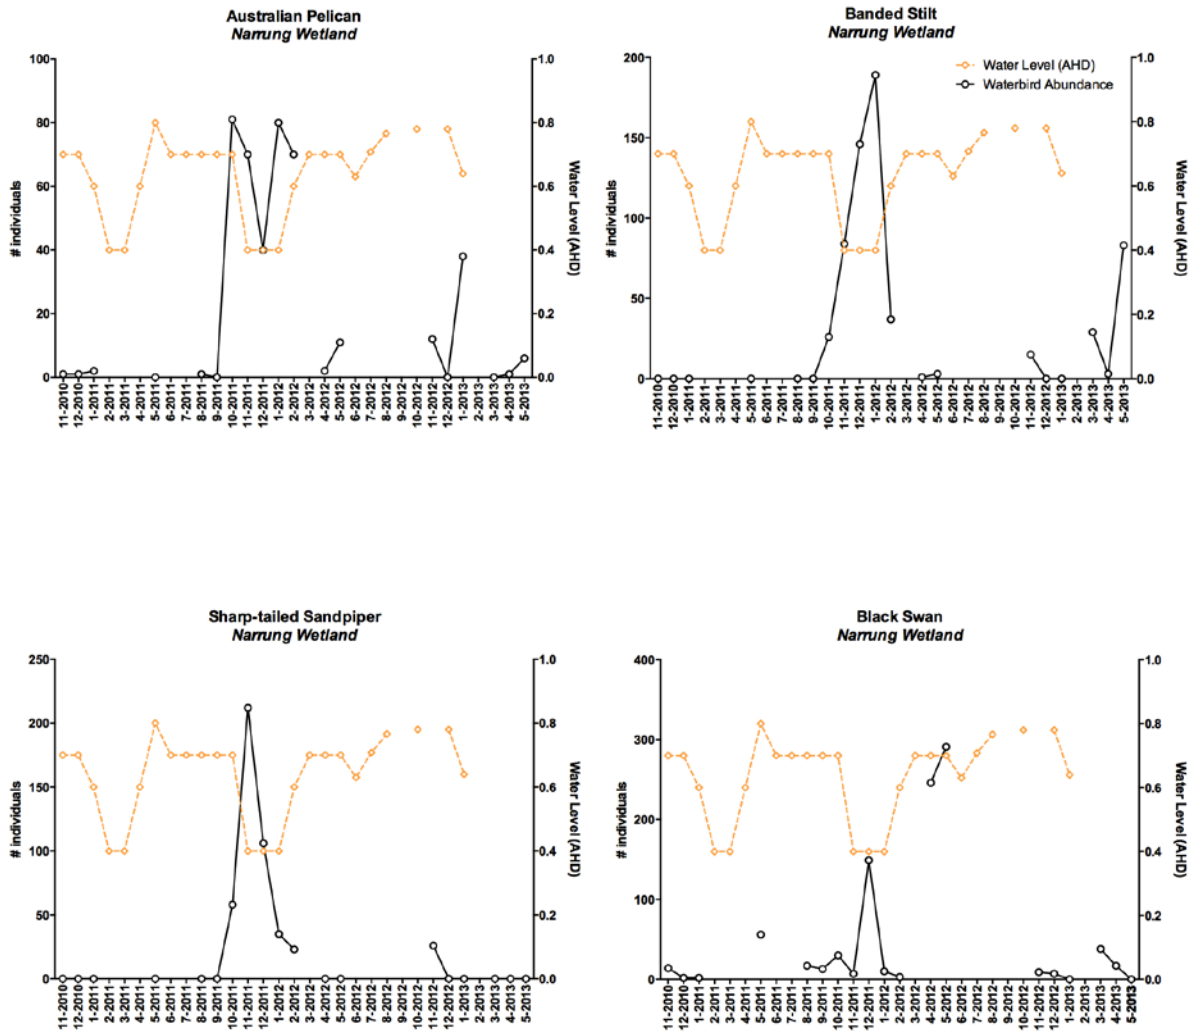 Australian Pelican
Narrung Wetland
100
80
60
40
20
0
# individuals
1.0
0.8
0.6
0.4
0.2
0.0
Water Level (AHD)
11-2010 12-2010 1-2011 2-2011 3-2011 4-2011 5-2011 6-2011 7-2011 8-2011 9-2011 10-2011 11-2011 12-2011 1-2012 2-2012 3-2012 4-2012 5-2012 6-2012 7-2012 8-2012 9-2012 10-2012 11-2012 12-2012 1-2013 2-2013 3-2013 4-2013 5-2013
Banded Stilt
Narrung Wetland
Water Level (AHD)
Waterbird Abundance
200
150
100
50
0
# individuals
1.0
0.8
0.6
0.4
0.2
0.0
Water Level (AHD)
11-2010 12-2010 1-2011 2-2011 3-2011 4-2011 5-2011 6-2011 7-2011 8-2011 9-2011 10-2011 11-2011 12-2011 1-2012 2-2012 3-2012 4-2012 5-2012 6-2012 7-2012 8-2012 9-2012 10-2012 11-2012 12-2012 1-2013 2-2013 3-2013 4-2013 5-2013
Sharp-tailed Sandpiper
Narrung Wetland
250
200
150
100
50
0
# individuals
1.0
0.8
0.6
0.4
0.2
0.0
Water Level (AHD)
11-2010 12-2010 1-2011 2-2011 3-2011 4-2011 5-2011 6-2011 7-2011 8-2011 9-2011 10-2011 11-2011 12-2011 1-2012 2-2012 3-2012 4-2012 5-2012 6-2012 7-2012 8-2012 9-2012 10-2012 11-2012 12-2012 1-2013 2-2013 3-2013 4-2013 5-2013
Black Swan
Narrung Wetland
400
300
200
100
0
# individuals
1.0
0.8
0.6
0.4
0.2
0.0
Water Level (AHD)
11-2010 12-2010 1-2011 2-2011 3-2011 4-2011 5-2011 6-2011 7-2011 8-2011 9-2011 10-2011 11-2011 12-2011 1-2012 2-2012 3-2012 4-2012 5-2012 6-2012 7-2012 8-2012 9-2012 10-2012 11-2012 12-2012 1-2013 2-2013 3-2013 4-2013 5-2013